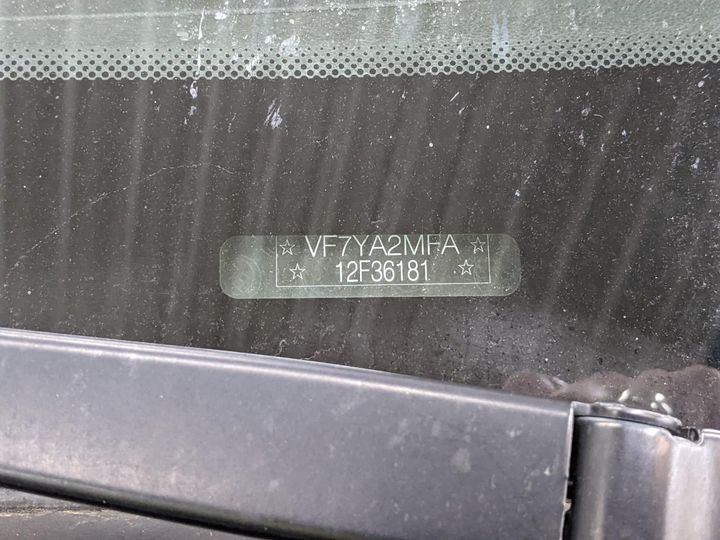 ☆ VF7YA2MFA ☆
☆ 12F36181 ☆